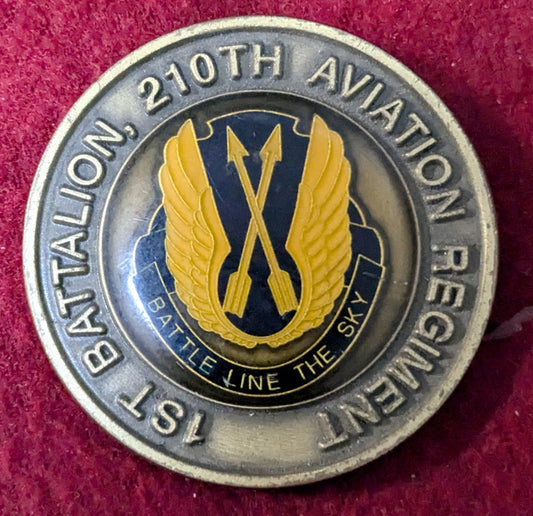 1ST BATTALION, 210TH AVIATION REGIMENT
BATTLE LINE THE SKY